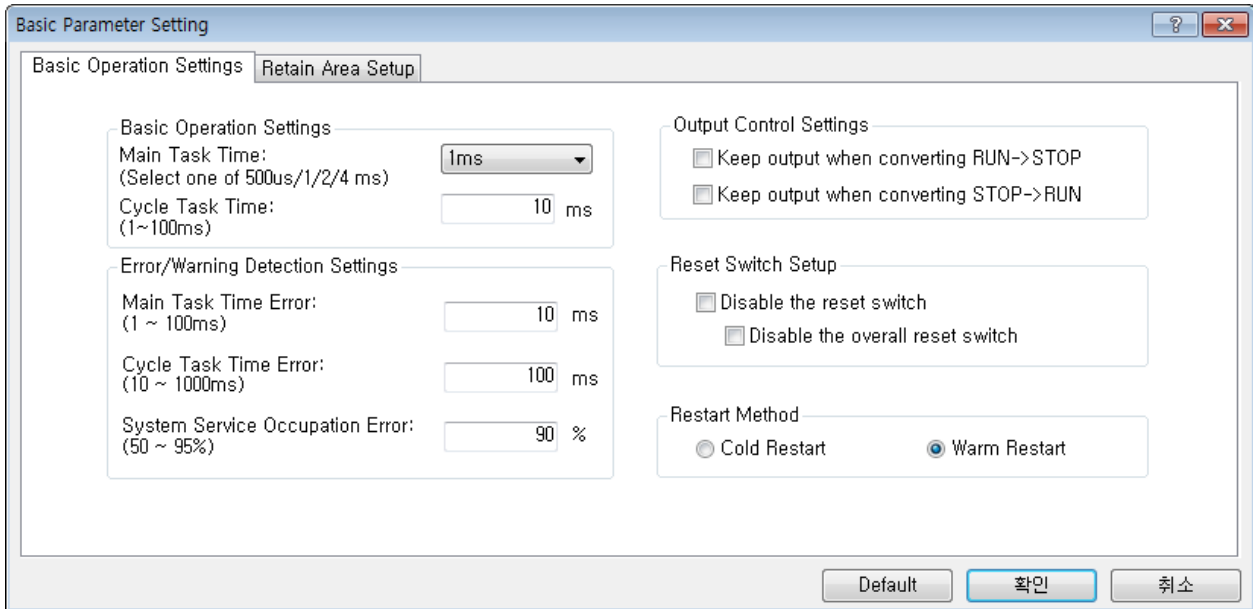 Basic Parameter Setting
Basic Operation Settings
Retain Area Setup
Basic Operation Settings
Main Task Time:
1ms
(Select one of 500us/1/2/4 ms)
Cycle Task Time:
10 ms
(1~100ms)
Error/Warning Detection Settings
Main Task Time Error:
10 ms
(1 ~ 100ms)
Cycle Task Time Error:
100 ms
(10 ~ 1000ms)
System Service Occupation Error:
90 %
(50 ~ 95%)
Output Control Settings
Keep output when converting RUN->STOP
Keep output when converting STOP->RUN
Reset Switch Setup
Disable the reset switch
Disable the overall reset switch
Restart Method
Cold Restart
Warm Restart
Default
확인
취소